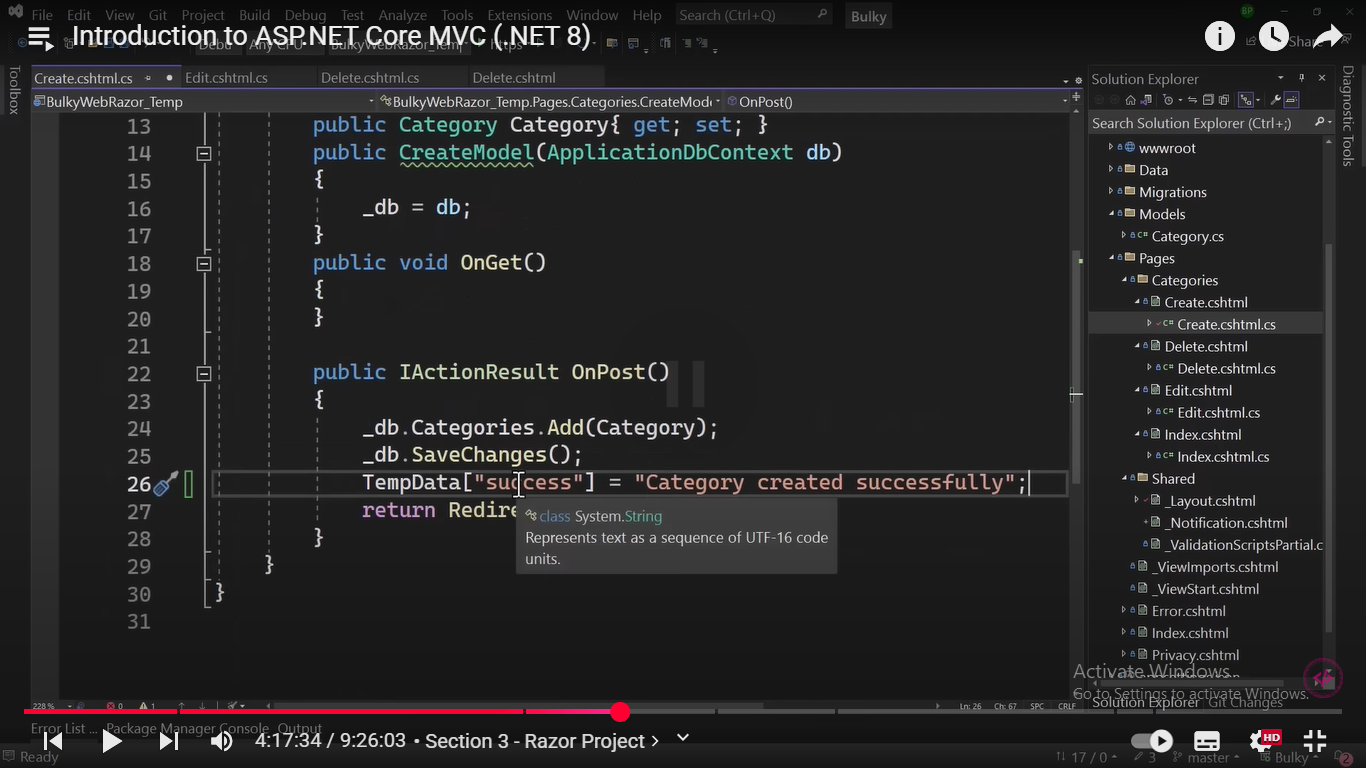 File Edit View Git Project Build Debug Test Analyze Tools Extensions Window Help Search (Ctrl+Q) Bulky
Introduction to ASP.NET Core MVC (.NET 8)
Create.cshtml.cs Edit.cshtml.cs Delete.cshtml.cs Delete.cshtml
BulkyWebRazor_Temp BulkyWebRazor_Temp.Pages.Categories.CreateMode OnPost()
Toolbox
13 public Category Category{ get; set; }
14 public CreateModel(ApplicationDbContext db)
15 {
16 _db = db;
17 }
18 public void OnGet()
19 {
20 }
21
22 public IActionResult OnPost()
23 {
24 _db.Categories.Add(Category);
25 _db.SaveChanges();
26 TempData["success"] = "Category created successfully";
27 return Redire
28 }
29 }
30 }
31
class System.String
Represents text as a sequence of UTF-16 code
units.
Solution Explorer
Search Solution Explorer (Ctrl+;)
wwwroot
Data
Migrations
Models
Category.cs
Pages
Categories
Create.cshtml
Create.cshtml.cs
Delete.cshtml
Delete.cshtml.cs
Edit.cshtml
Edit.cshtml.cs
Index.cshtml
Index.cshtml.cs
Shared
_Layout.cshtml
_Notification.cshtml
_ValidationScriptsPartial.c
_ViewImports.cshtml
_ViewStart.cshtml
Error.cshtml
Index.cshtml
Privacy.cshtml
Diagnostic Tools
Activate Windows
Go to Settings to activate Windows.
Solution Explorer Git Changes
228 % 0 1 Ln: 26 Ch: 67 SPC CRLF
Error List ... Package Manager Console Output
4:17:34 / 9:26:03 • Section 3 - Razor Project HD
Ready 17 / 0 3 master Bulky 2